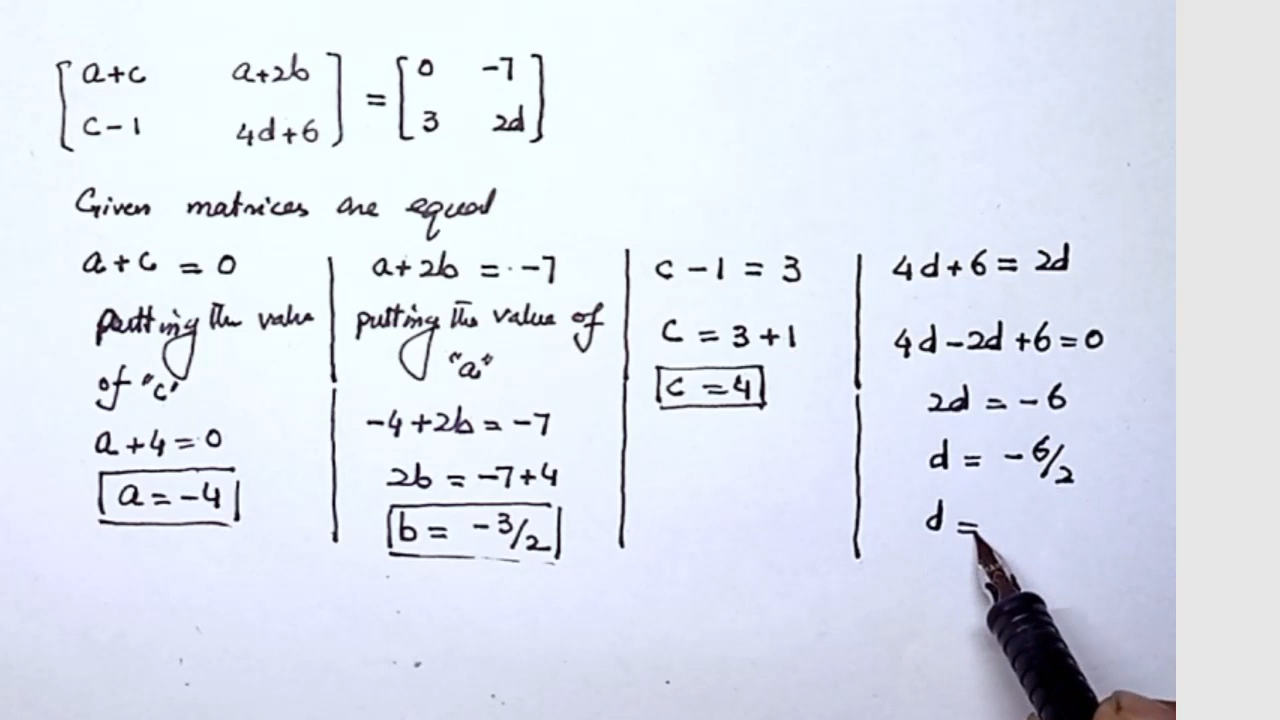 [a+c a+2b] = [0 -7]
[c-1 4d+6] [3 2d]
Given matrices are equal
a+c = 0
putting the value
of "c"
a+4=0
a=-4
a+2b = -7
putting the value of
"a"
-4+2b=-7
2b = -7+4
b = -3/2
c-1 = 3
c = 3+1
c = 4
4d+6 = 2d
4d-2d+6=0
2d = -6
d = -6/2
d =